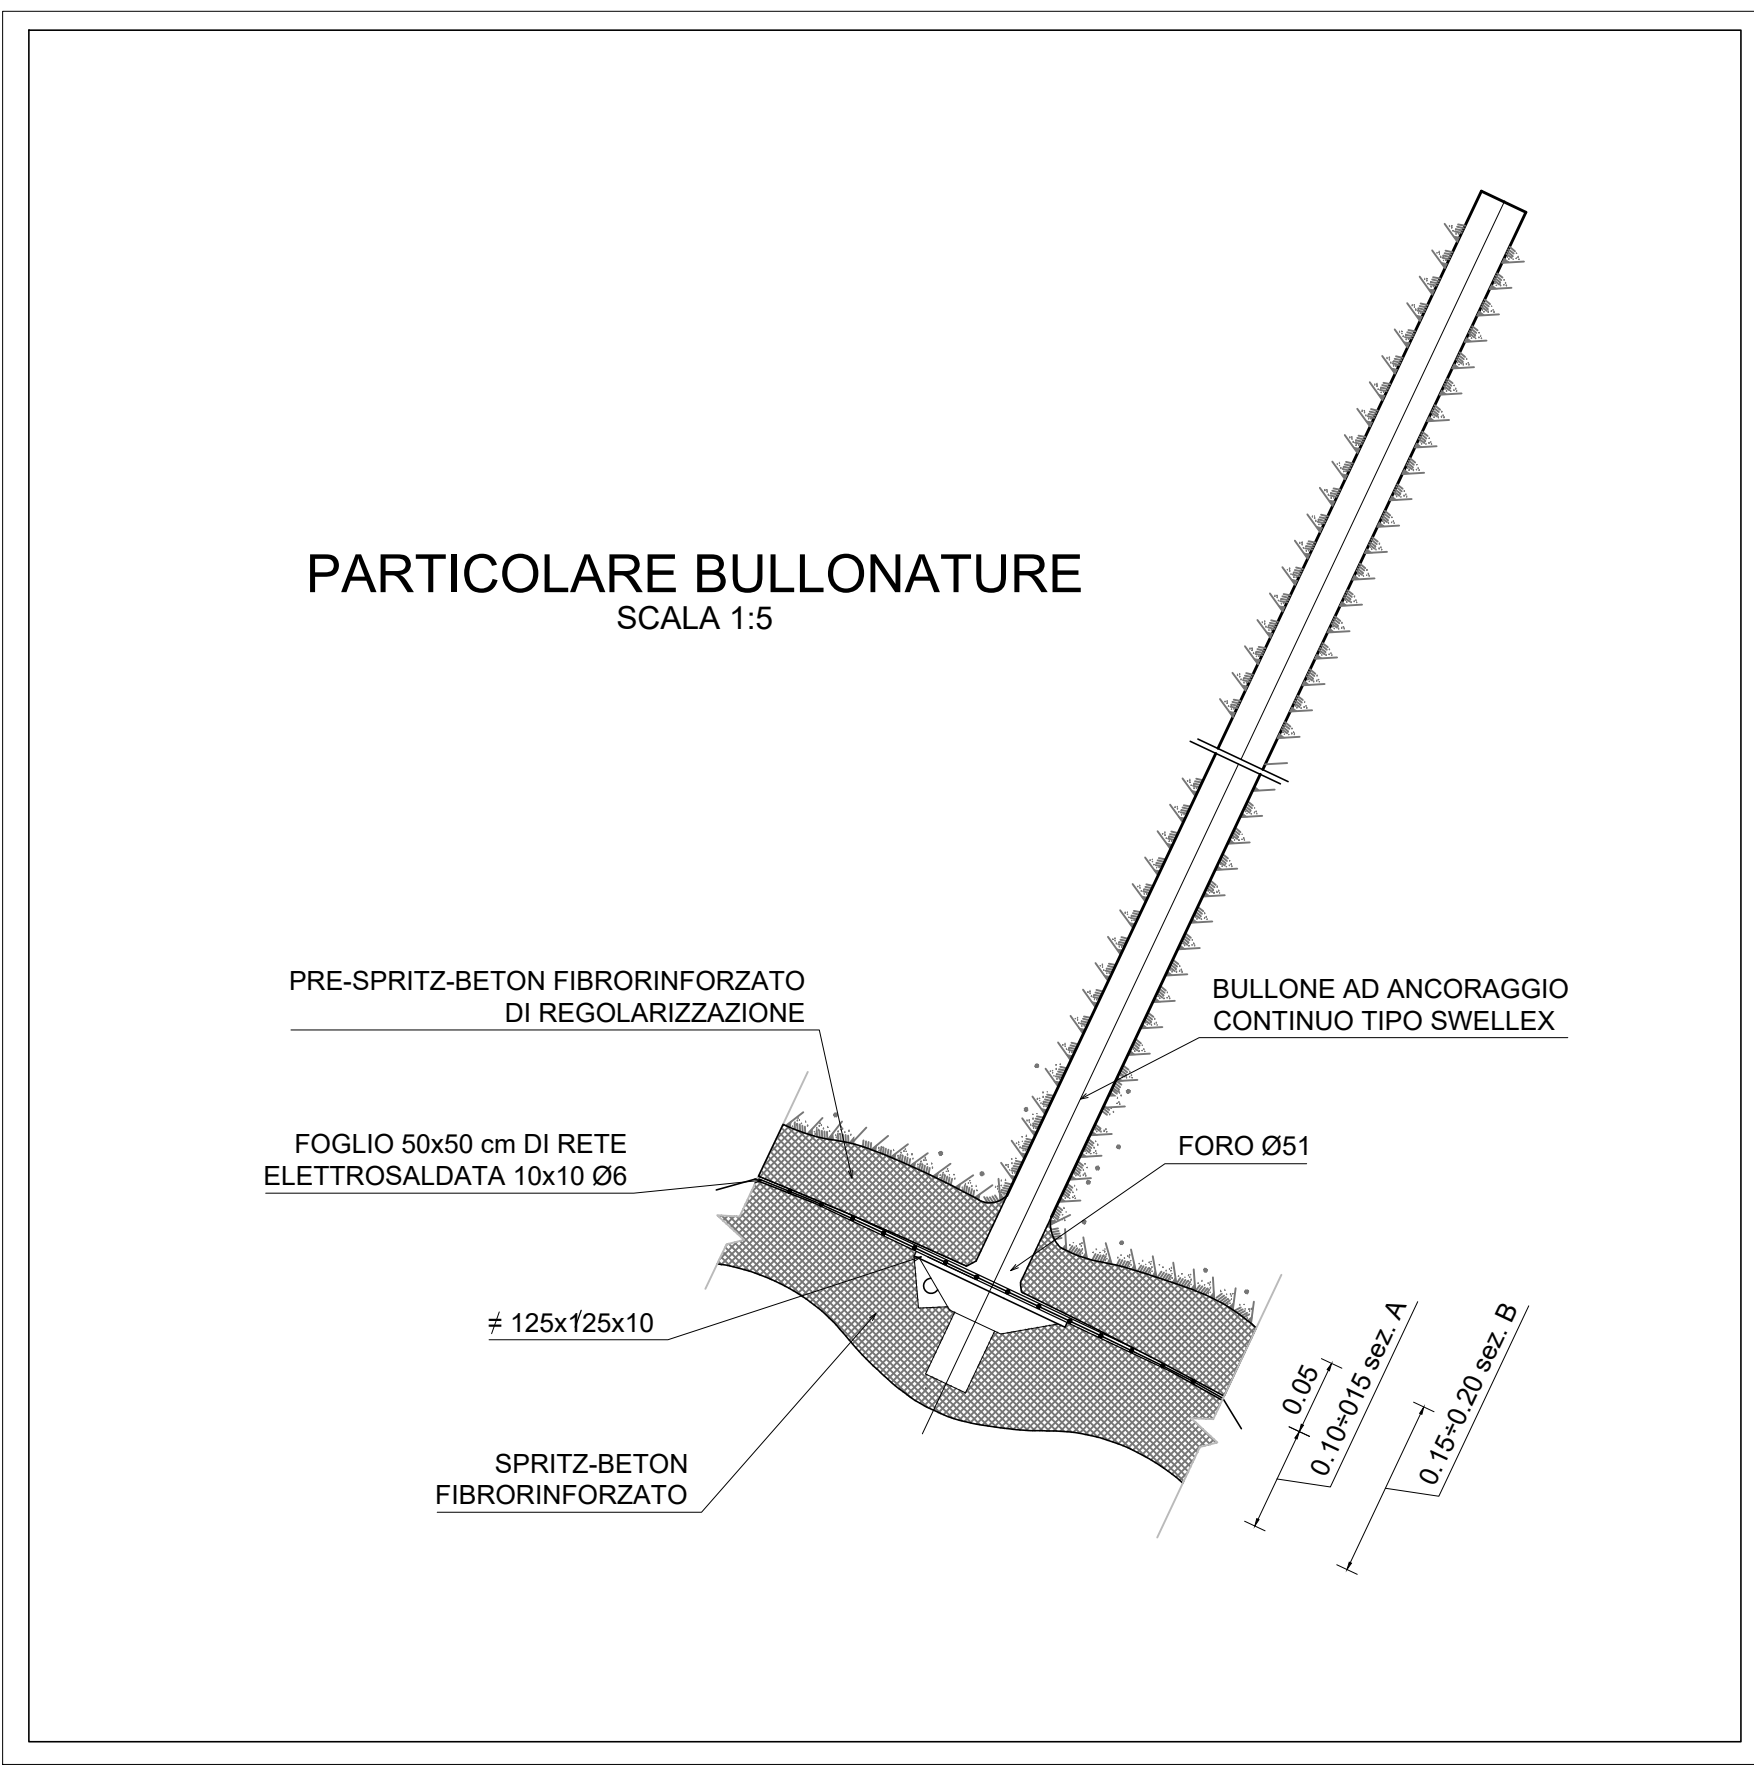 PARTICOLARE BULLONATURE
SCALA 1:5
PRE-SPRITZ-BETON FIBRORINFORZATO
DI REGOLARIZZAZIONE
BULLONE AD ANCORAGGIO
CONTINUO TIPO SWELLEX
FOGLIO 50x50 cm DI RETE
ELETTROSALDATA 10x10 Ø6
FORO Ø51
≠ 125x125x10
SPRITZ-BETON
FIBRORINFORZATO
0.05
0.10÷015 sez. A
0.15÷0.20 sez. B